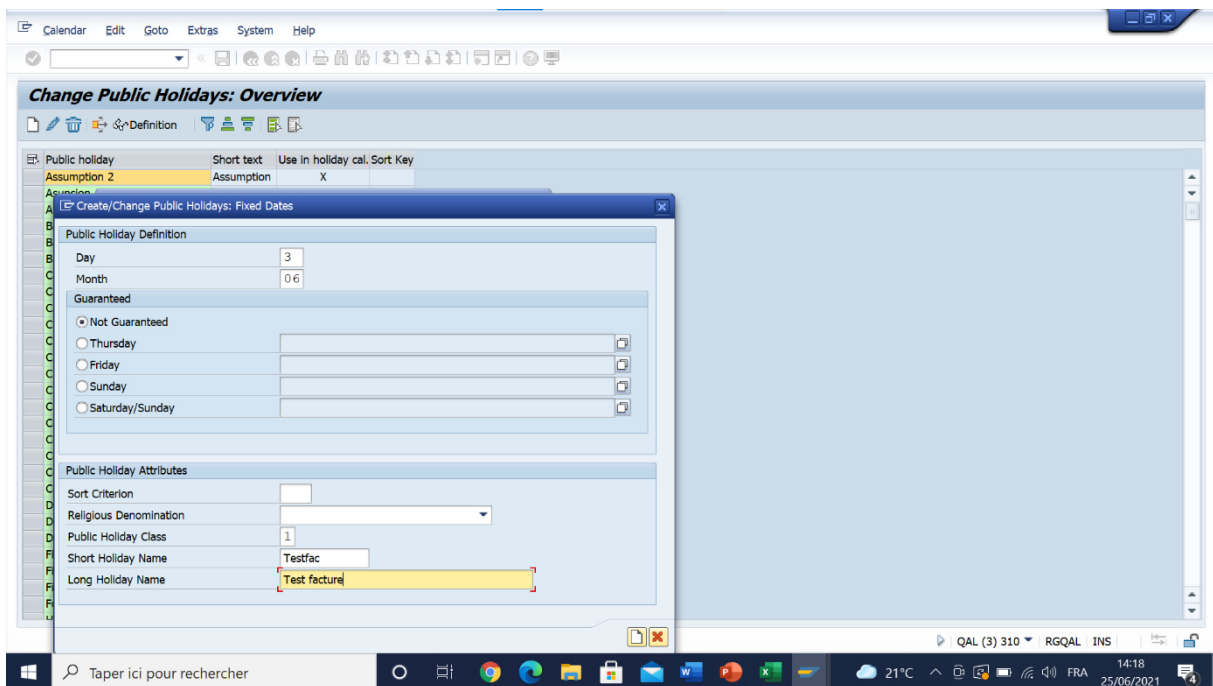 Calendar Edit Goto Extras System Help
Change Public Holidays: Overview
Definition
Public holiday Short text Use in holiday cal. Sort Key
Assumption 2 Assumption X
Create/Change Public Holidays: Fixed Dates
Public Holiday Definition
Day 3
Month 06
Guaranteed
Not Guaranteed
Thursday
Friday
Sunday
Saturday/Sunday
Public Holiday Attributes
Sort Criterion
Religious Denomination
Public Holiday Class 1
Short Holiday Name Testfac
Long Holiday Name Test facture
QAL (3) 310 RGQAL INS
Taper ici pour rechercher 21°C FRA 14:18
25/06/2021